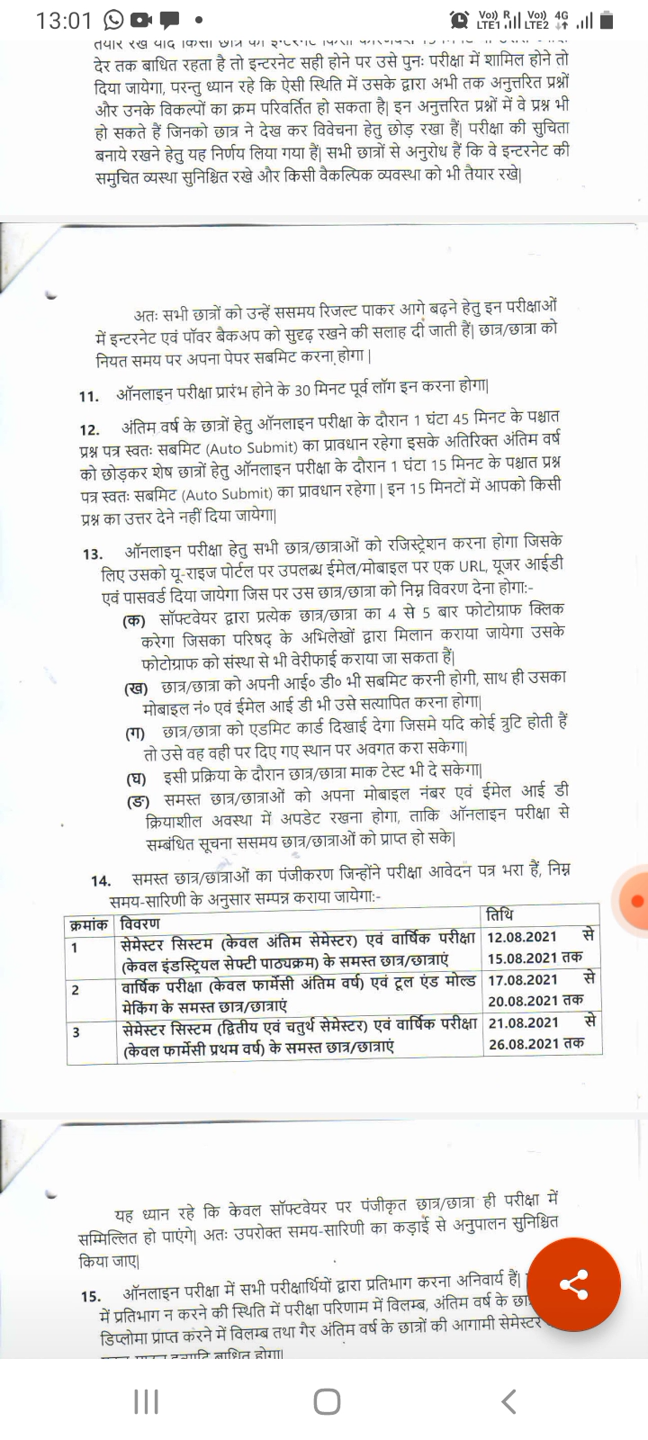 13:01
Vo)) R
LTE1
Vo)) 4G
LTE2
देर तक बाधित रहता है तो इन्टरनेट सही होने पर उसे पुनः परीक्षा में शामिल होने तो
दिया जायेगा, परन्तु ध्यान रहे कि ऐसी स्थिति में उसके द्वारा अभी तक अनुत्तरित प्रश्नों
और उनके विकल्पों का क्रम परिवर्तित हो सकता है| इन अनुत्तरित प्रश्नों में वे प्रश्न भी
हो सकते हैं जिनको छात्र ने देख कर विवेचना हेतु छोड़ रखा हैं| परीक्षा की सुचिता
बनाये रखने हेतु यह निर्णय लिया गया हैं| सभी छात्रों से अनुरोध हैं कि वे इन्टरनेट की
समुचित व्यस्था सुनिश्चित रखे और किसी वैकल्पिक व्यवस्था को भी तैयार रखे|
अतः सभी छात्रों को उन्हें ससमय रिजल्ट पाकर आगे बढ़ने हेतु इन परीक्षाओं
में इन्टरनेट एवं पॉवर बैकअप को सुदृढ़ रखने की सलाह दी जाती हैं| छात्र/छात्रा को
नियत समय पर अपना पेपर सबमिट करना होगा |
11. ऑनलाइन परीक्षा प्रारंभ होने के 30 मिनट पूर्व लॉग इन करना होगा|
12. अंतिम वर्ष के छात्रों हेतु ऑनलाइन परीक्षा के दौरान 1 घंटा 45 मिनट के पश्चात
प्रश्न पत्र स्वतः सबमिट (Auto Submit) का प्रावधान रहेगा इसके अतिरिक्त अंतिम वर्ष
को छोड़कर शेष छात्रों हेतु ऑनलाइन परीक्षा के दौरान 1 घंटा 15 मिनट के पश्चात प्रश्न
पत्र स्वतः सबमिट (Auto Submit) का प्रावधान रहेगा | इन 15 मिनटों में आपको किसी
प्रश्न का उत्तर देने नहीं दिया जायेगा|
13. ऑनलाइन परीक्षा हेतु सभी छात्र/छात्राओं को रजिस्ट्रेशन करना होगा जिसके
लिए उसको यू-राइज पोर्टल पर उपलब्ध ईमेल/मोबाइल पर एक URL, यूजर आईडी
एवं पासवर्ड दिया जायेगा जिस पर उस छात्र/छात्रा को निम्न विवरण देना होगा:-
(क) सॉफ्टवेयर द्वारा प्रत्येक छात्र/छात्रा का 4 से 5 बार फोटोग्राफ क्लिक
करेगा जिसका परिषद् के अभिलेखों द्वारा मिलान कराया जायेगा उसके
फोटोग्राफ को संस्था से भी वेरीफाई कराया जा सकता हैं|
(ख) छात्र/छात्रा को अपनी आई० डी० भी सबमिट करनी होगी, साथ ही उसका
मोबाइल नं० एवं ईमेल आई डी भी उसे सत्यापित करना होगा|
(ग) छात्र/छात्रा को एडमिट कार्ड दिखाई देगा जिसमे यदि कोई त्रुटि होती हैं
तो उसे वह वही पर दिए गए स्थान पर अवगत करा सकेगा|
(घ) इसी प्रक्रिया के दौरान छात्र/छात्रा माक टेस्ट भी दे सकेगा|
(ङ) समस्त छात्र/छात्राओं को अपना मोबाइल नंबर एवं ईमेल आई डी
क्रियाशील अवस्था में अपडेट रखना होगा, ताकि ऑनलाइन परीक्षा से
सम्बंधित सूचना ससमय छात्र/छात्राओं को प्राप्त हो सके|
14. समस्त छात्र/छात्राओं का पंजीकरण जिन्होंने परीक्षा आवेदन पत्र भरा हैं, निम्न
समय-सारिणी के अनुसार सम्पन्न कराया जायेगा:-
क्रमांक विवरण तिथि
1 सेमेस्टर सिस्टम (केवल अंतिम सेमेस्टर) एवं वार्षिक परीक्षा 12.08.2021 से
(केवल इंडस्ट्रियल सेफ्टी पाठ्यक्रम) के समस्त छात्र/छात्राएं 15.08.2021 तक
2 वार्षिक परीक्षा (केवल फार्मेसी अंतिम वर्ष) एवं टूल एंड मोल्ड 17.08.2021 से
मेकिंग के समस्त छात्र/छात्राएं 20.08.2021 तक
3 सेमेस्टर सिस्टम (द्वितीय एवं चतुर्थ सेमेस्टर) एवं वार्षिक परीक्षा 21.08.2021 से
(केवल फार्मेसी प्रथम वर्ष) के समस्त छात्र/छात्राएं 26.08.2021 तक
यह ध्यान रहे कि केवल सॉफ्टवेयर पर पंजीकृत छात्र/छात्रा ही परीक्षा में
सम्मिल्लित हो पाएंगे| अतः उपरोक्त समय-सारिणी का कड़ाई से अनुपालन सुनिश्चित
किया जाए|
15. ऑनलाइन परीक्षा में सभी परीक्षार्थियों द्वारा प्रतिभाग करना अनिवार्य हैं|
में प्रतिभाग न करने की स्थिति में परीक्षा परिणाम में विलम्ब, अंतिम वर्ष के
डिप्लोमा प्राप्त करने में विलम्ब तथा गैर अंतिम वर्ष के छात्रों की आगामी सेमेस्टर